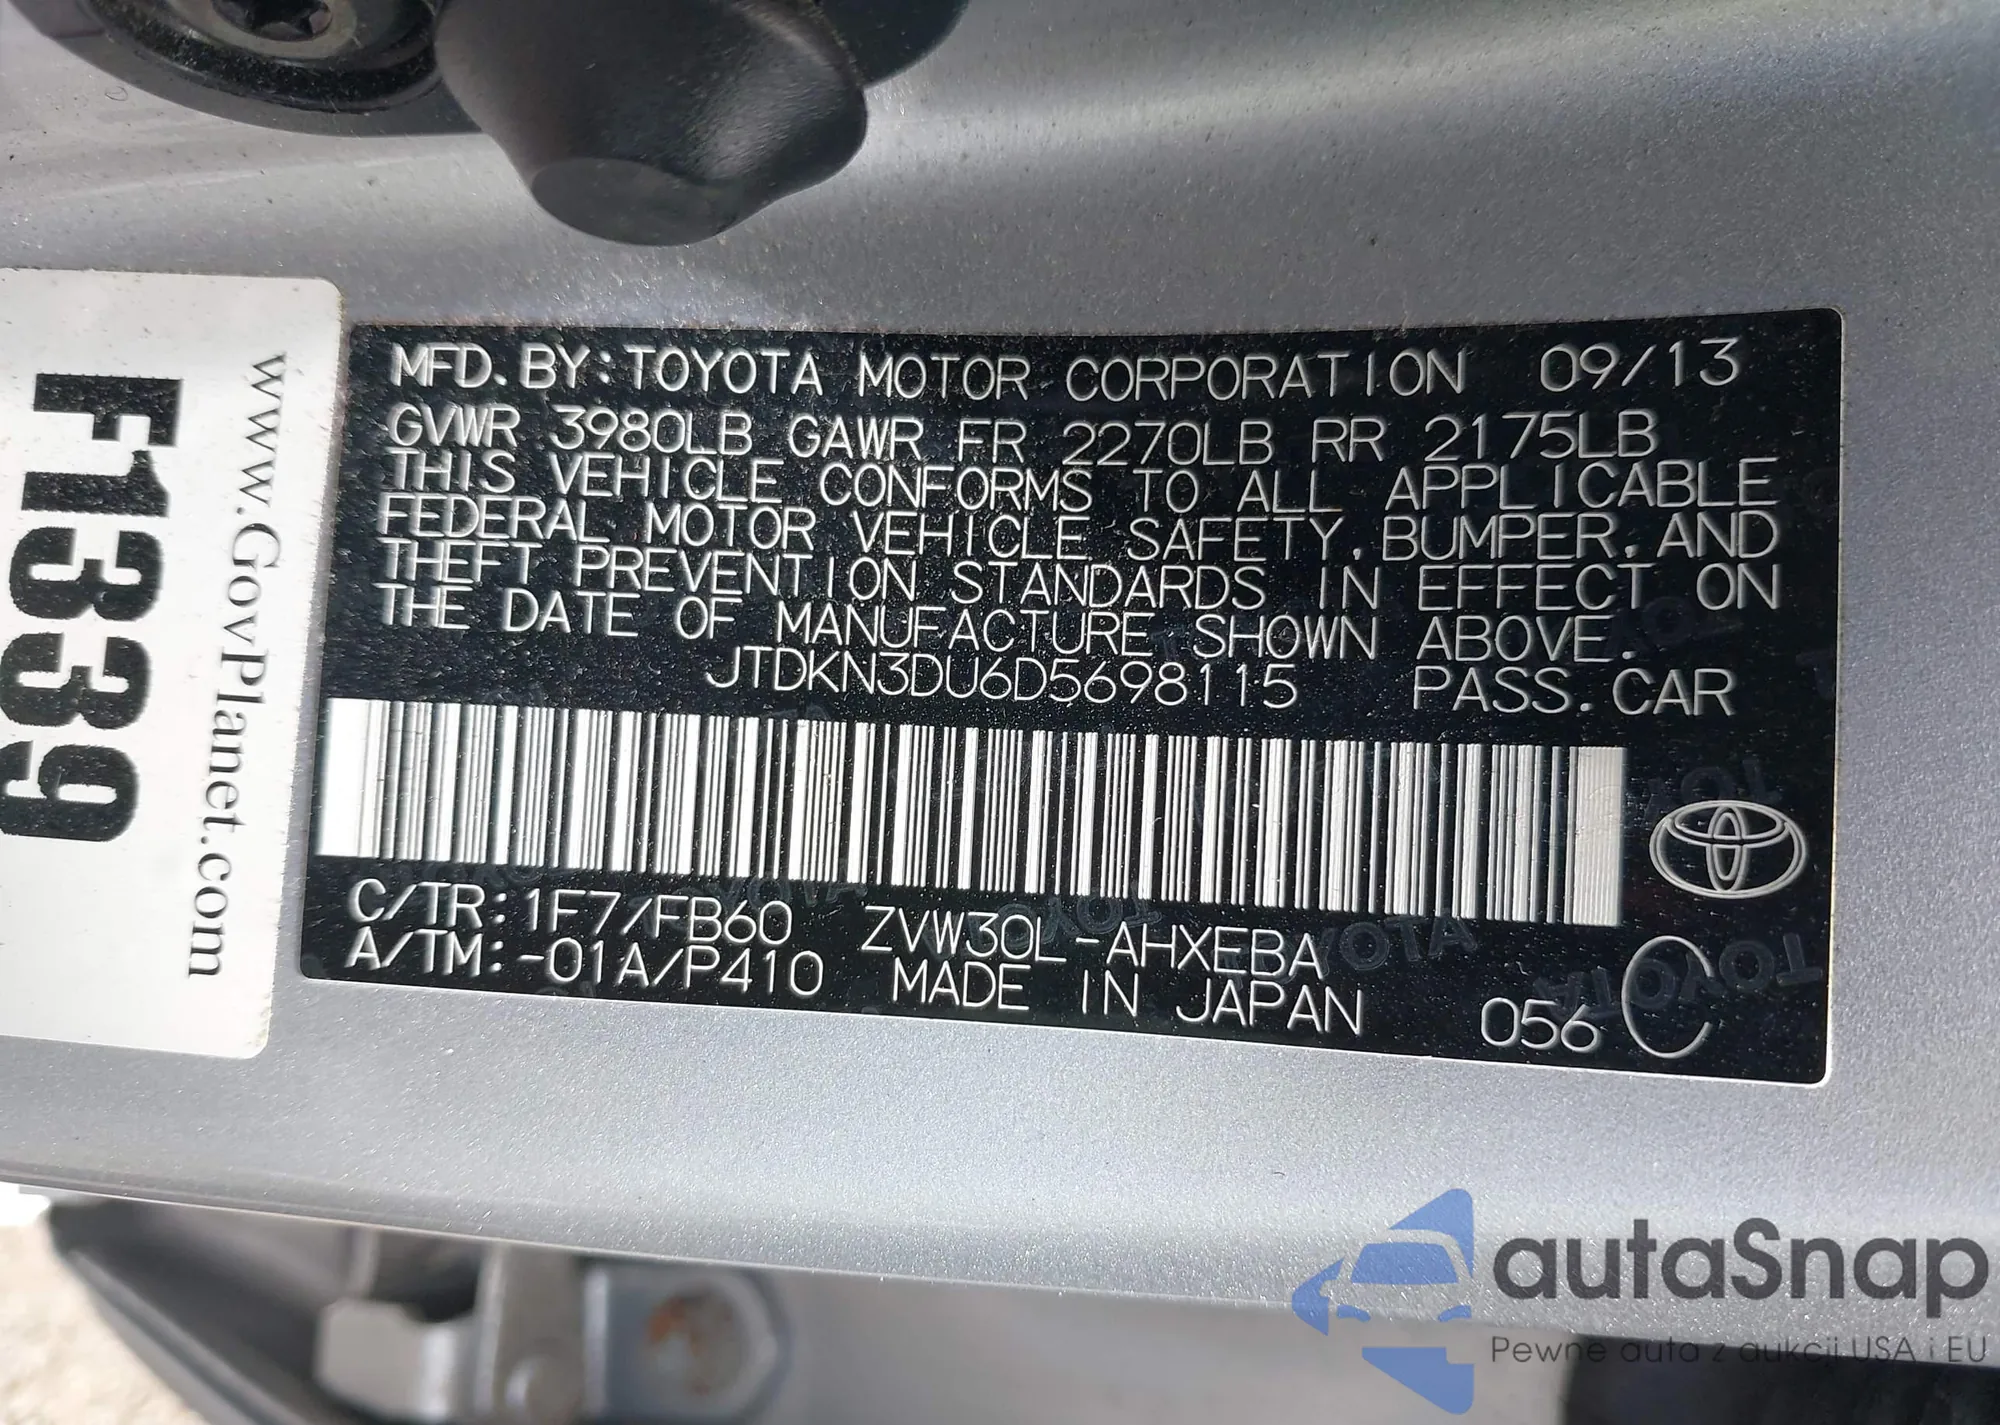 MFD. BY: TOYOTA MOTOR CORPORATION 09/13
GVWR 3980LB GAWR FR 2270LB RR 2175LB
THIS VEHICLE CONFORMS TO ALL APPLICABLE
FEDERAL MOTOR VEHICLE SAFETY, BUMPER, AND
THEFT PREVENTION STANDARDS IN EFFECT ON
THE DATE OF MANUFACTURE SHOWN ABOVE.
JTDKN3DU6D5698115 PASS. CAR
C/TR: 1F7/FB60 ZVW30L-AHXEBA
A/TM: -01A/P410 MADE IN JAPAN 056
www.GovPlanet.com
F1339
TOYOTA
autaSnap
Pewne auta z aukcji USA i EU